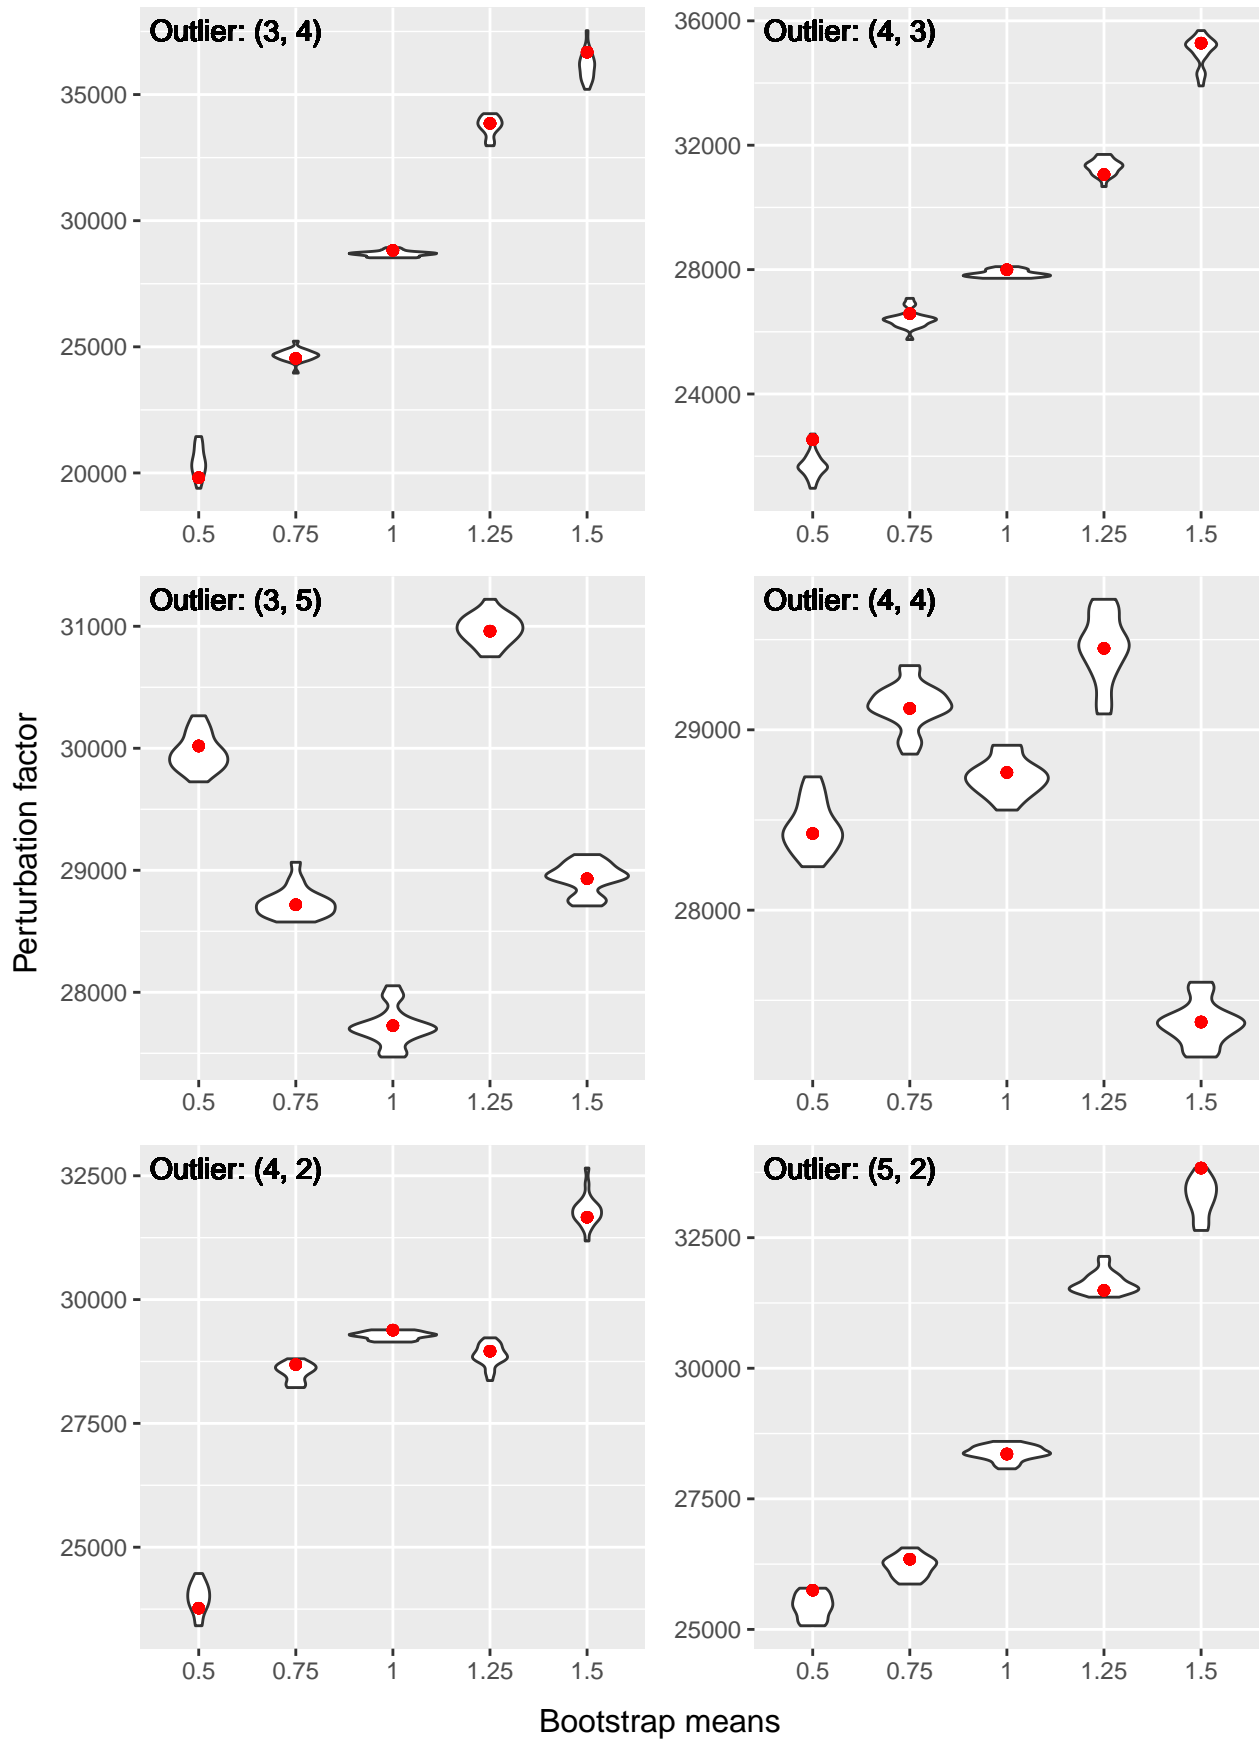 Outlier: (3, 4)
35000
30000
25000
20000
0.5 0.75 1 1.25 1.5
Outlier: (4, 3)
36000
32000
28000
24000
0.5 0.75 1 1.25 1.5
Perturbation factor
Outlier: (3, 5)
31000
30000
29000
28000
0.5 0.75 1 1.25 1.5
Outlier: (4, 4)
29000
28000
0.5 0.75 1 1.25 1.5
Outlier: (4, 2)
32500
30000
27500
25000
0.5 0.75 1 1.25 1.5
Outlier: (5, 2)
32500
30000
27500
25000
0.5 0.75 1 1.25 1.5
Bootstrap means